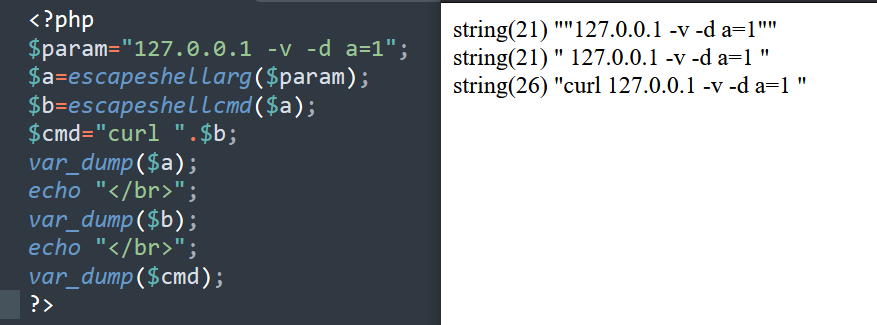 <?php
$param="127.0.0.1 -v -d a=1";
$a=escapeshellarg($param);
$b=escapeshellcmd($a);
$cmd="curl ".$b;
var_dump($a);
echo "</br>";
var_dump($b);
echo "</br>";
var_dump($cmd);
?>
string(21) ""127.0.0.1 -v -d a=1""
string(21) " 127.0.0.1 -v -d a=1 "
string(26) "curl 127.0.0.1 -v -d a=1 "